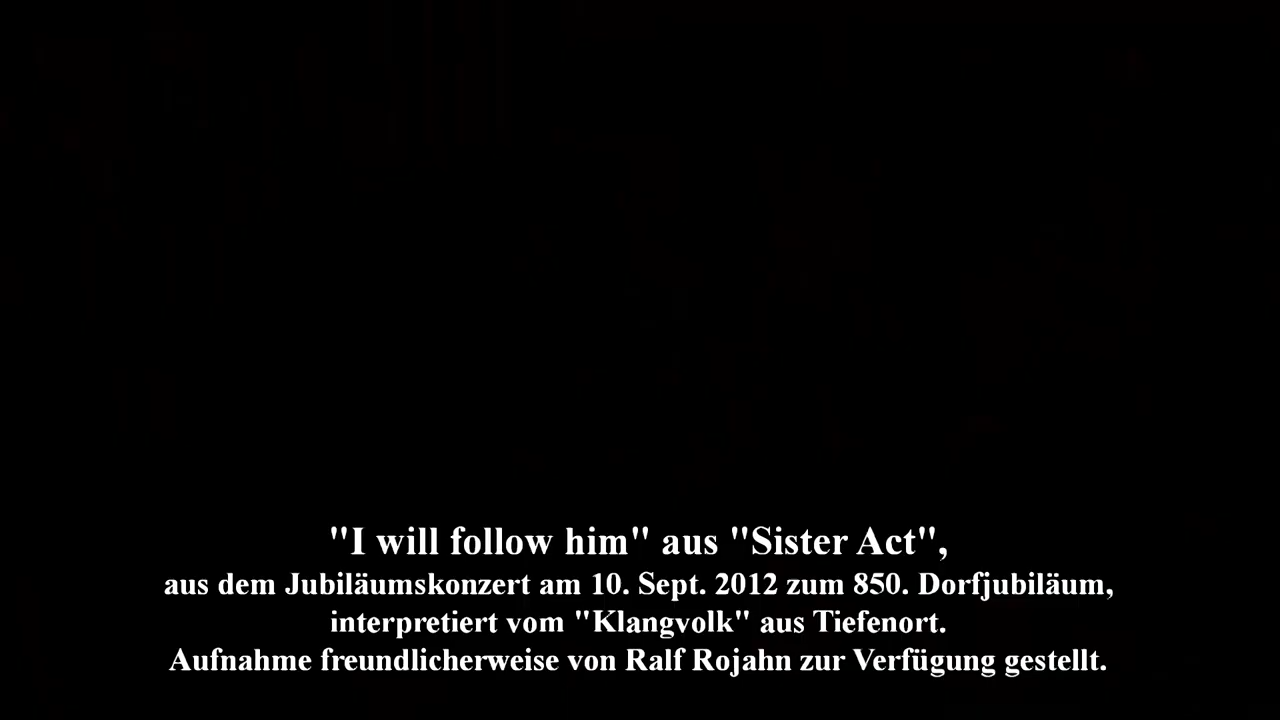 "I will follow him" aus "Sister Act",
aus dem Jubiläumskonzert am 10. Sept. 2012 zum 850. Dorfjubiläum,
interpretiert vom "Klangvolk" aus Tiefenort.
Aufnahme freundlicherweise von Ralf Rojahn zur Verfügung gestellt.